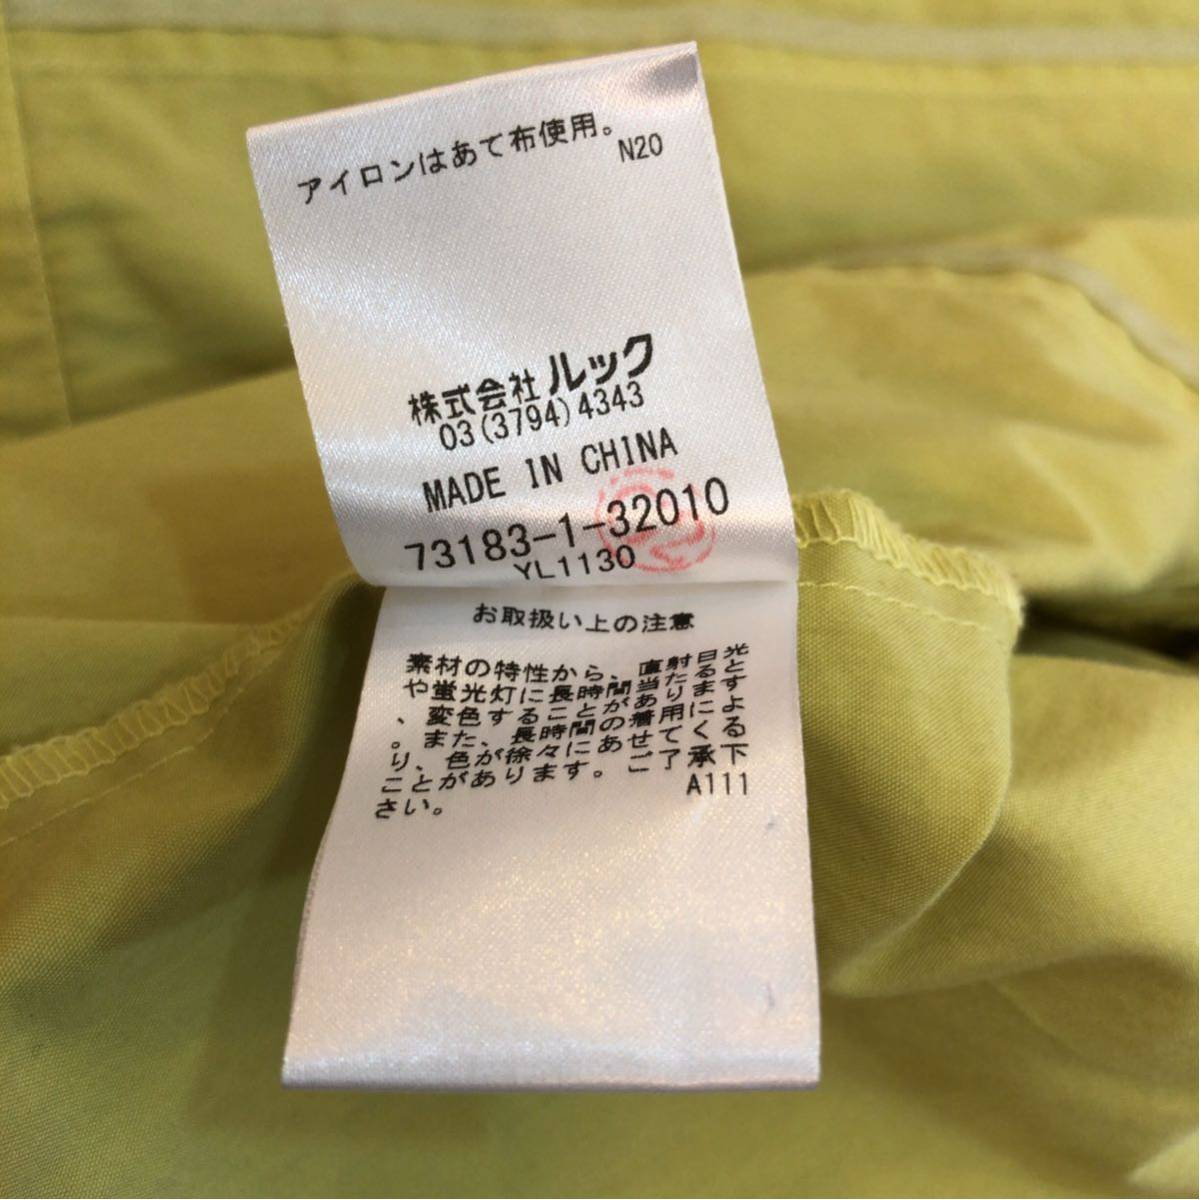 アイロンはあて布使用。
N20
株式会社 ルック
03(3794)4343
MADE IN CHINA
73183-1-32010
YL1130
お取扱い上の注意
素材の特性から、直射日光
や蛍光灯に長時間当たると
、変色することがあります
。また、長時間の着用によ
り、色が徐々にあせてくる
ことがあります。ご了承下
さい。
A111